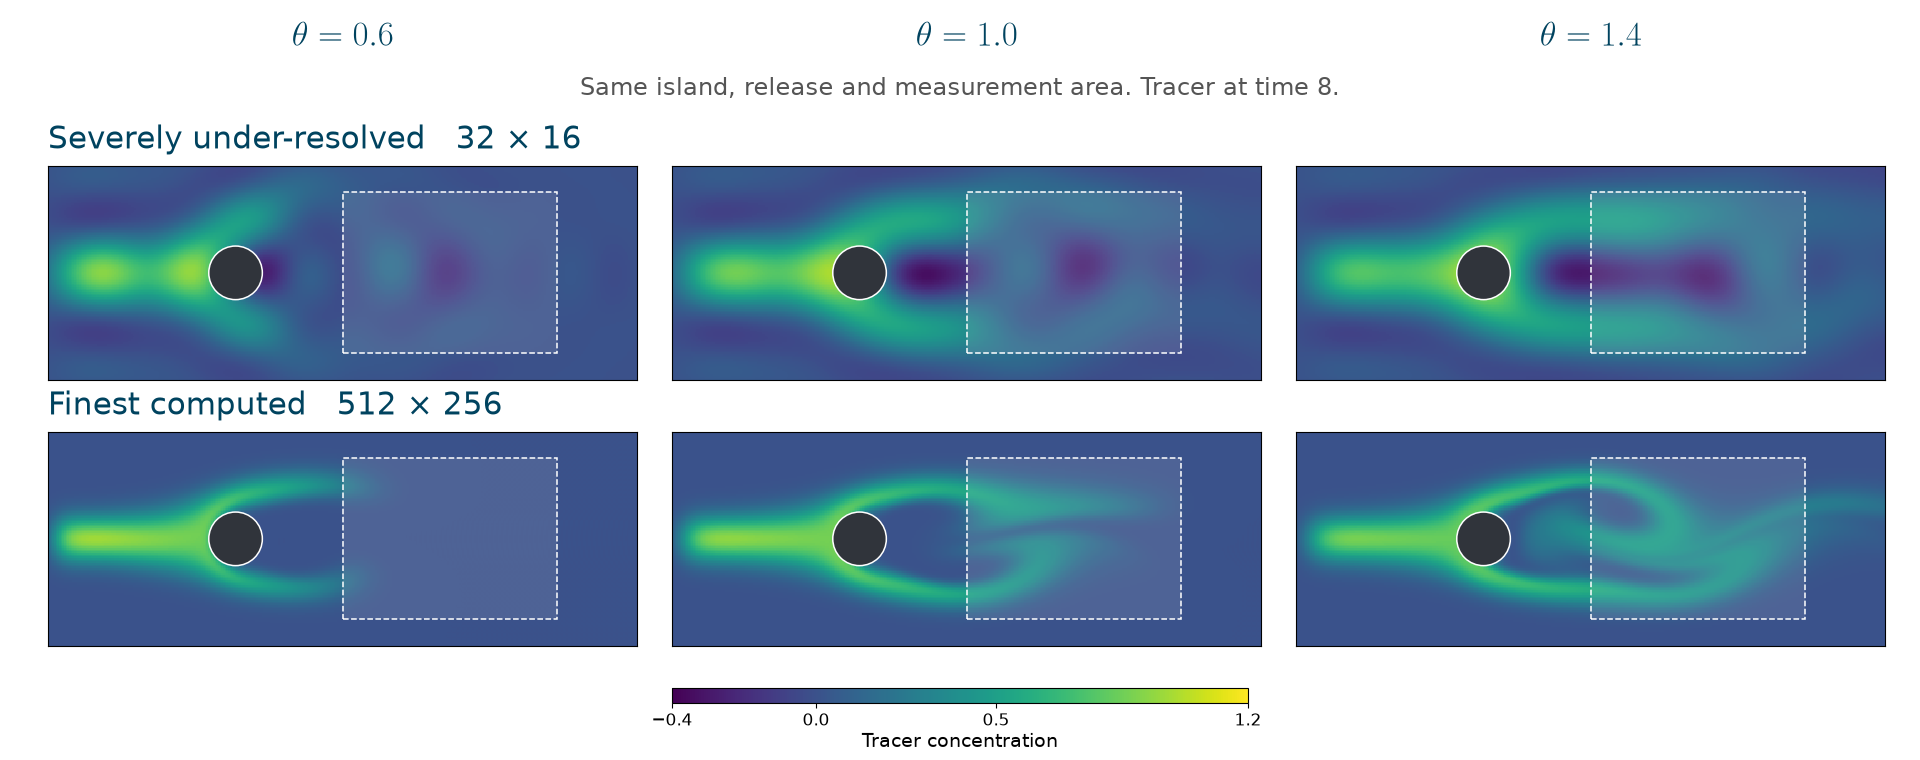 θ = 0.6
θ = 1.0
θ = 1.4
Same island, release and measurement area. Tracer at time 8.
Severely under-resolved 32 × 16
Finest computed 512 × 256
−0.4 0.0 0.5 1.2
Tracer concentration